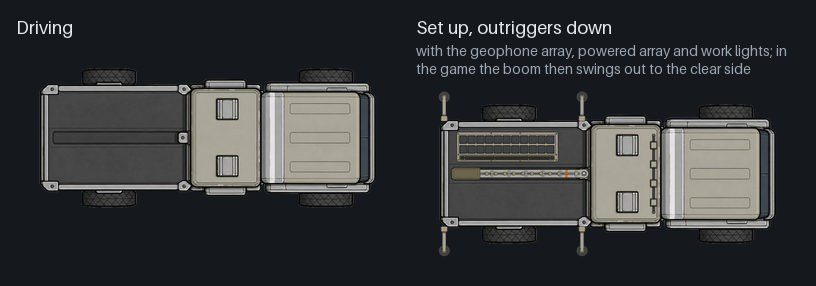 Driving
Set up, outriggers down
with the geophone array, powered array and work lights; in
the game the boom then swings out to the clear side